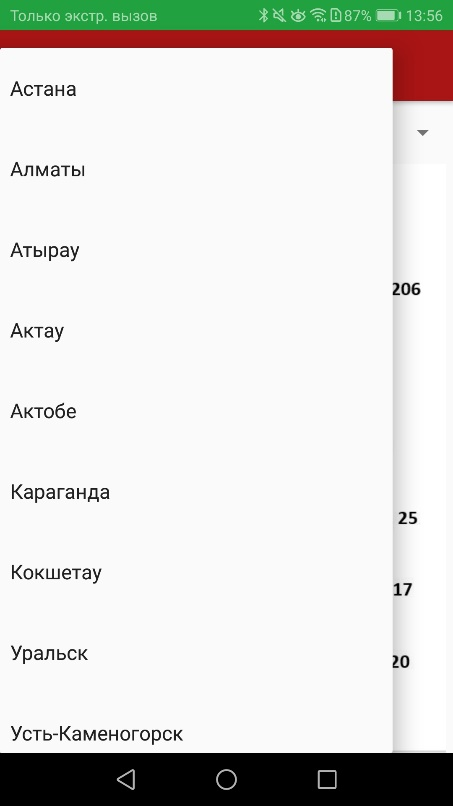 Только экстр. вызов 87% 13:56
Астана
Алматы
Атырау
206
Актау
Актобе
Караганда
25
Кокшетау
17
Уральск
20
Усть-Каменогорск